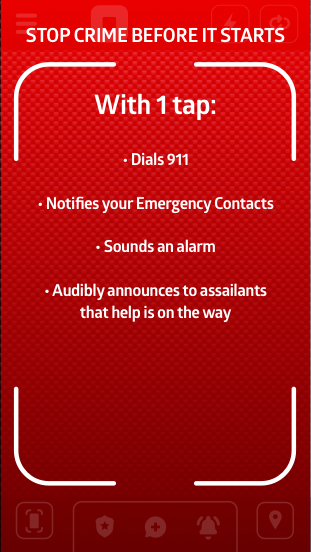 STOP CRIME BEFORE IT STARTS
With 1 tap:
• Dials 911
• Notifies your Emergency Contacts
• Sounds an alarm
• Audibly announces to assailants
that help is on the way